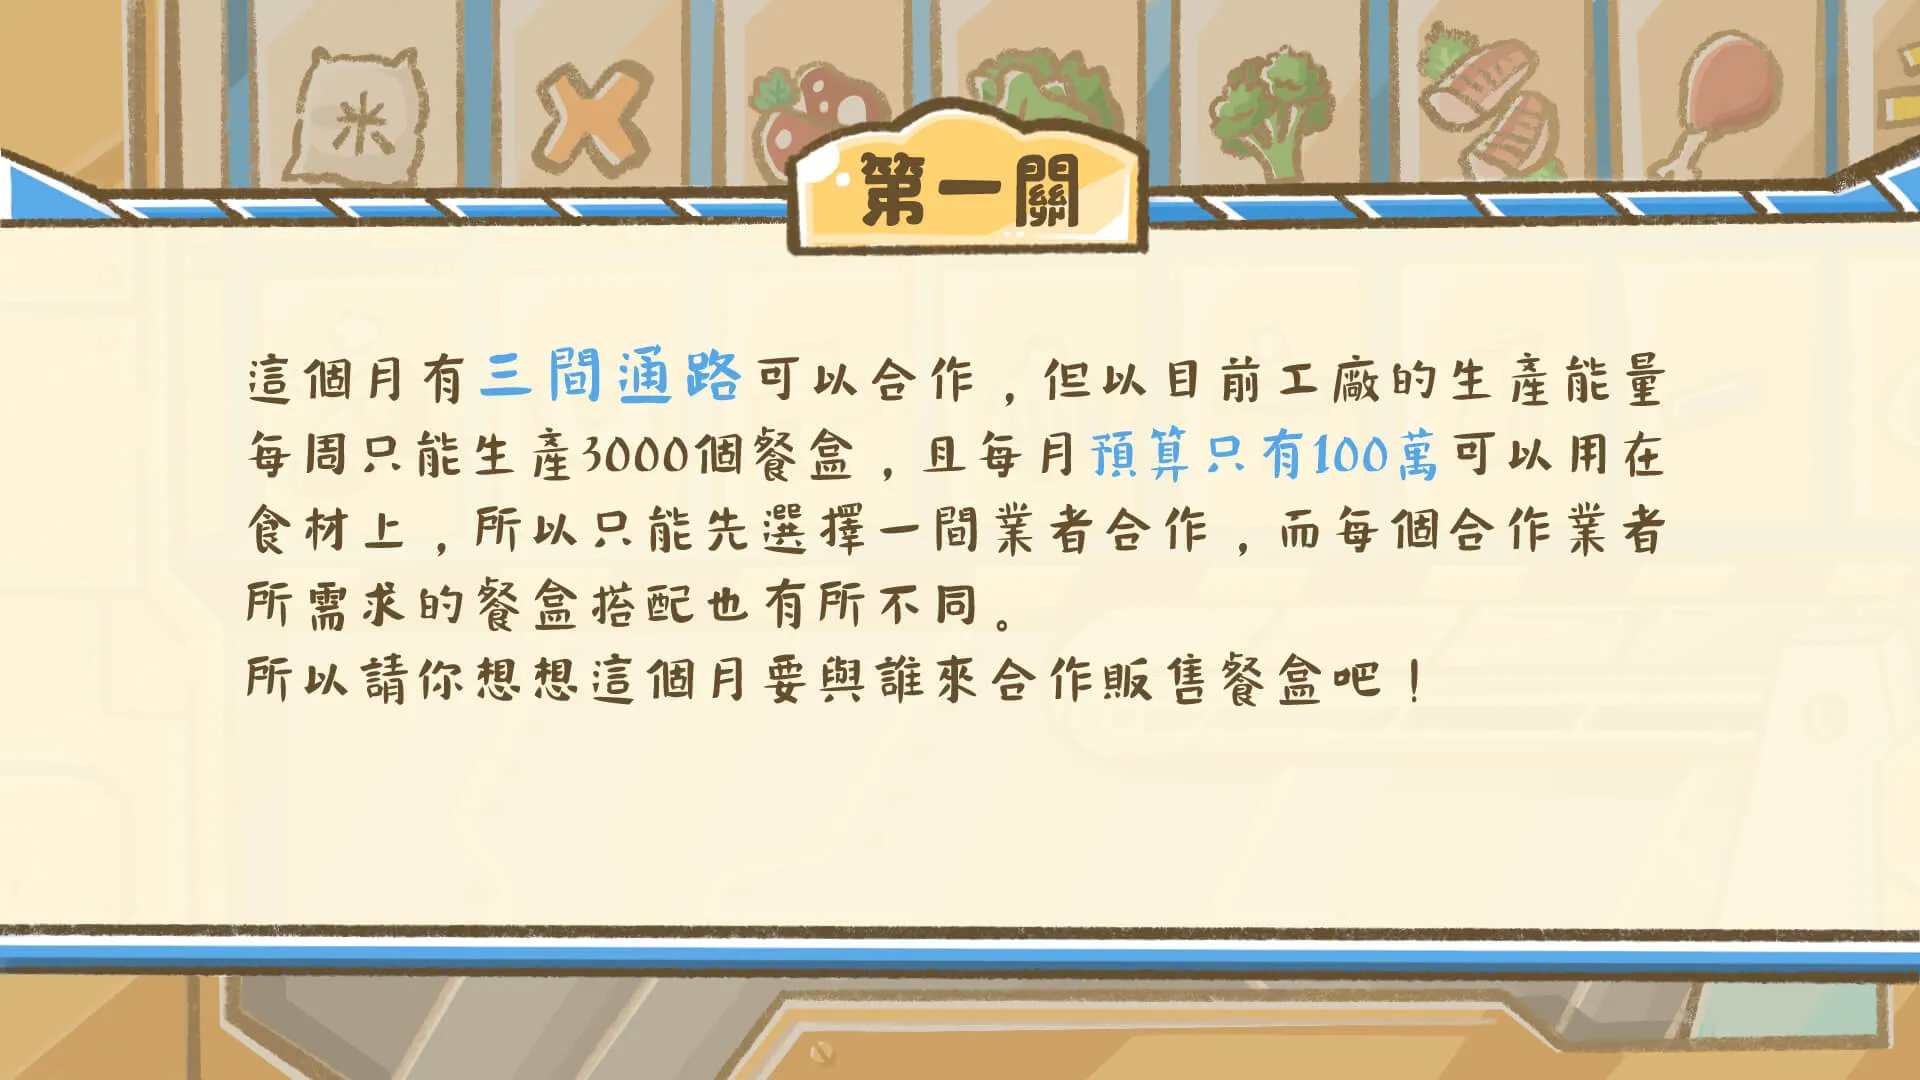 米
第一關
這個月有三間通路可以合作，但以目前工廠的生產能量
每周只能生產3000個餐盒，且每月預算只有100萬可以用在
食材上，所以只能先選擇一間業者合作，而每個合作業者
所需求的餐盒搭配也有所不同。
所以請你想想這個月要與誰來合作販售餐盒吧！